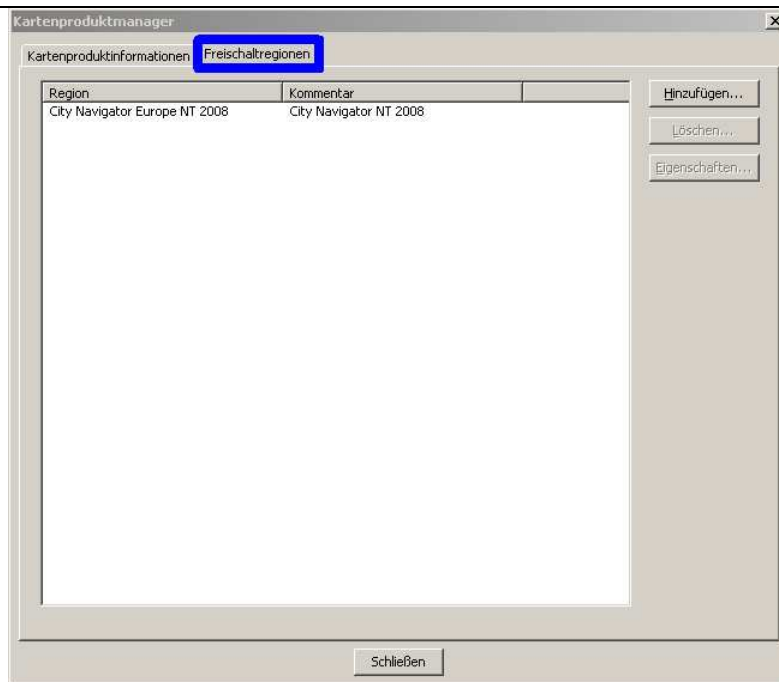 Kartenproduktmanager
Kartenproduktinformationen Freischaltregionen
Region Kommentar
City Navigator Europe NT 2008 City Navigator NT 2008
Hinzufügen...
Löschen...
Eigenschaften...
Schließen